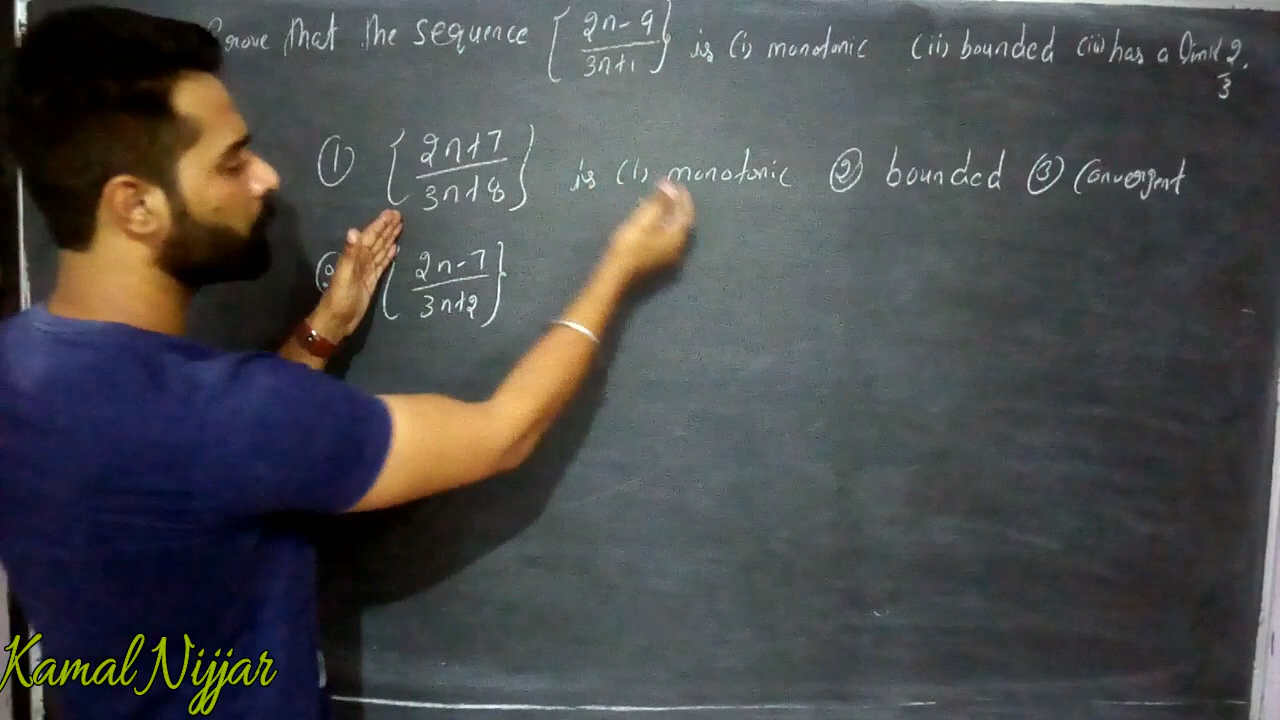 Prove that the sequence { 2n-9 / 3n+1 } is (i) monotonic (ii) bounded (iii) has a limit 2/3.
① { 2n+7 / 3n+8 } is (1) monotonic ② bounded ③ Convergent
② { 2n-7 / 3n+2 }
Kamal Nijjar